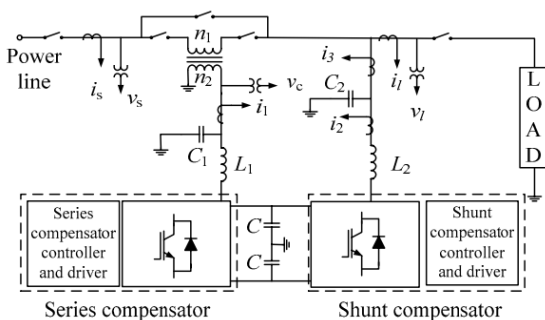 Power
line
n1
n2
is
vs
vc
i1
C1
L1
i3
il
vl
C2
i2
L2
L
O
A
D
Series
compensator
controller
and driver
C
C
Shunt
compensator
controller
and driver
Series compensator
Shunt compensator